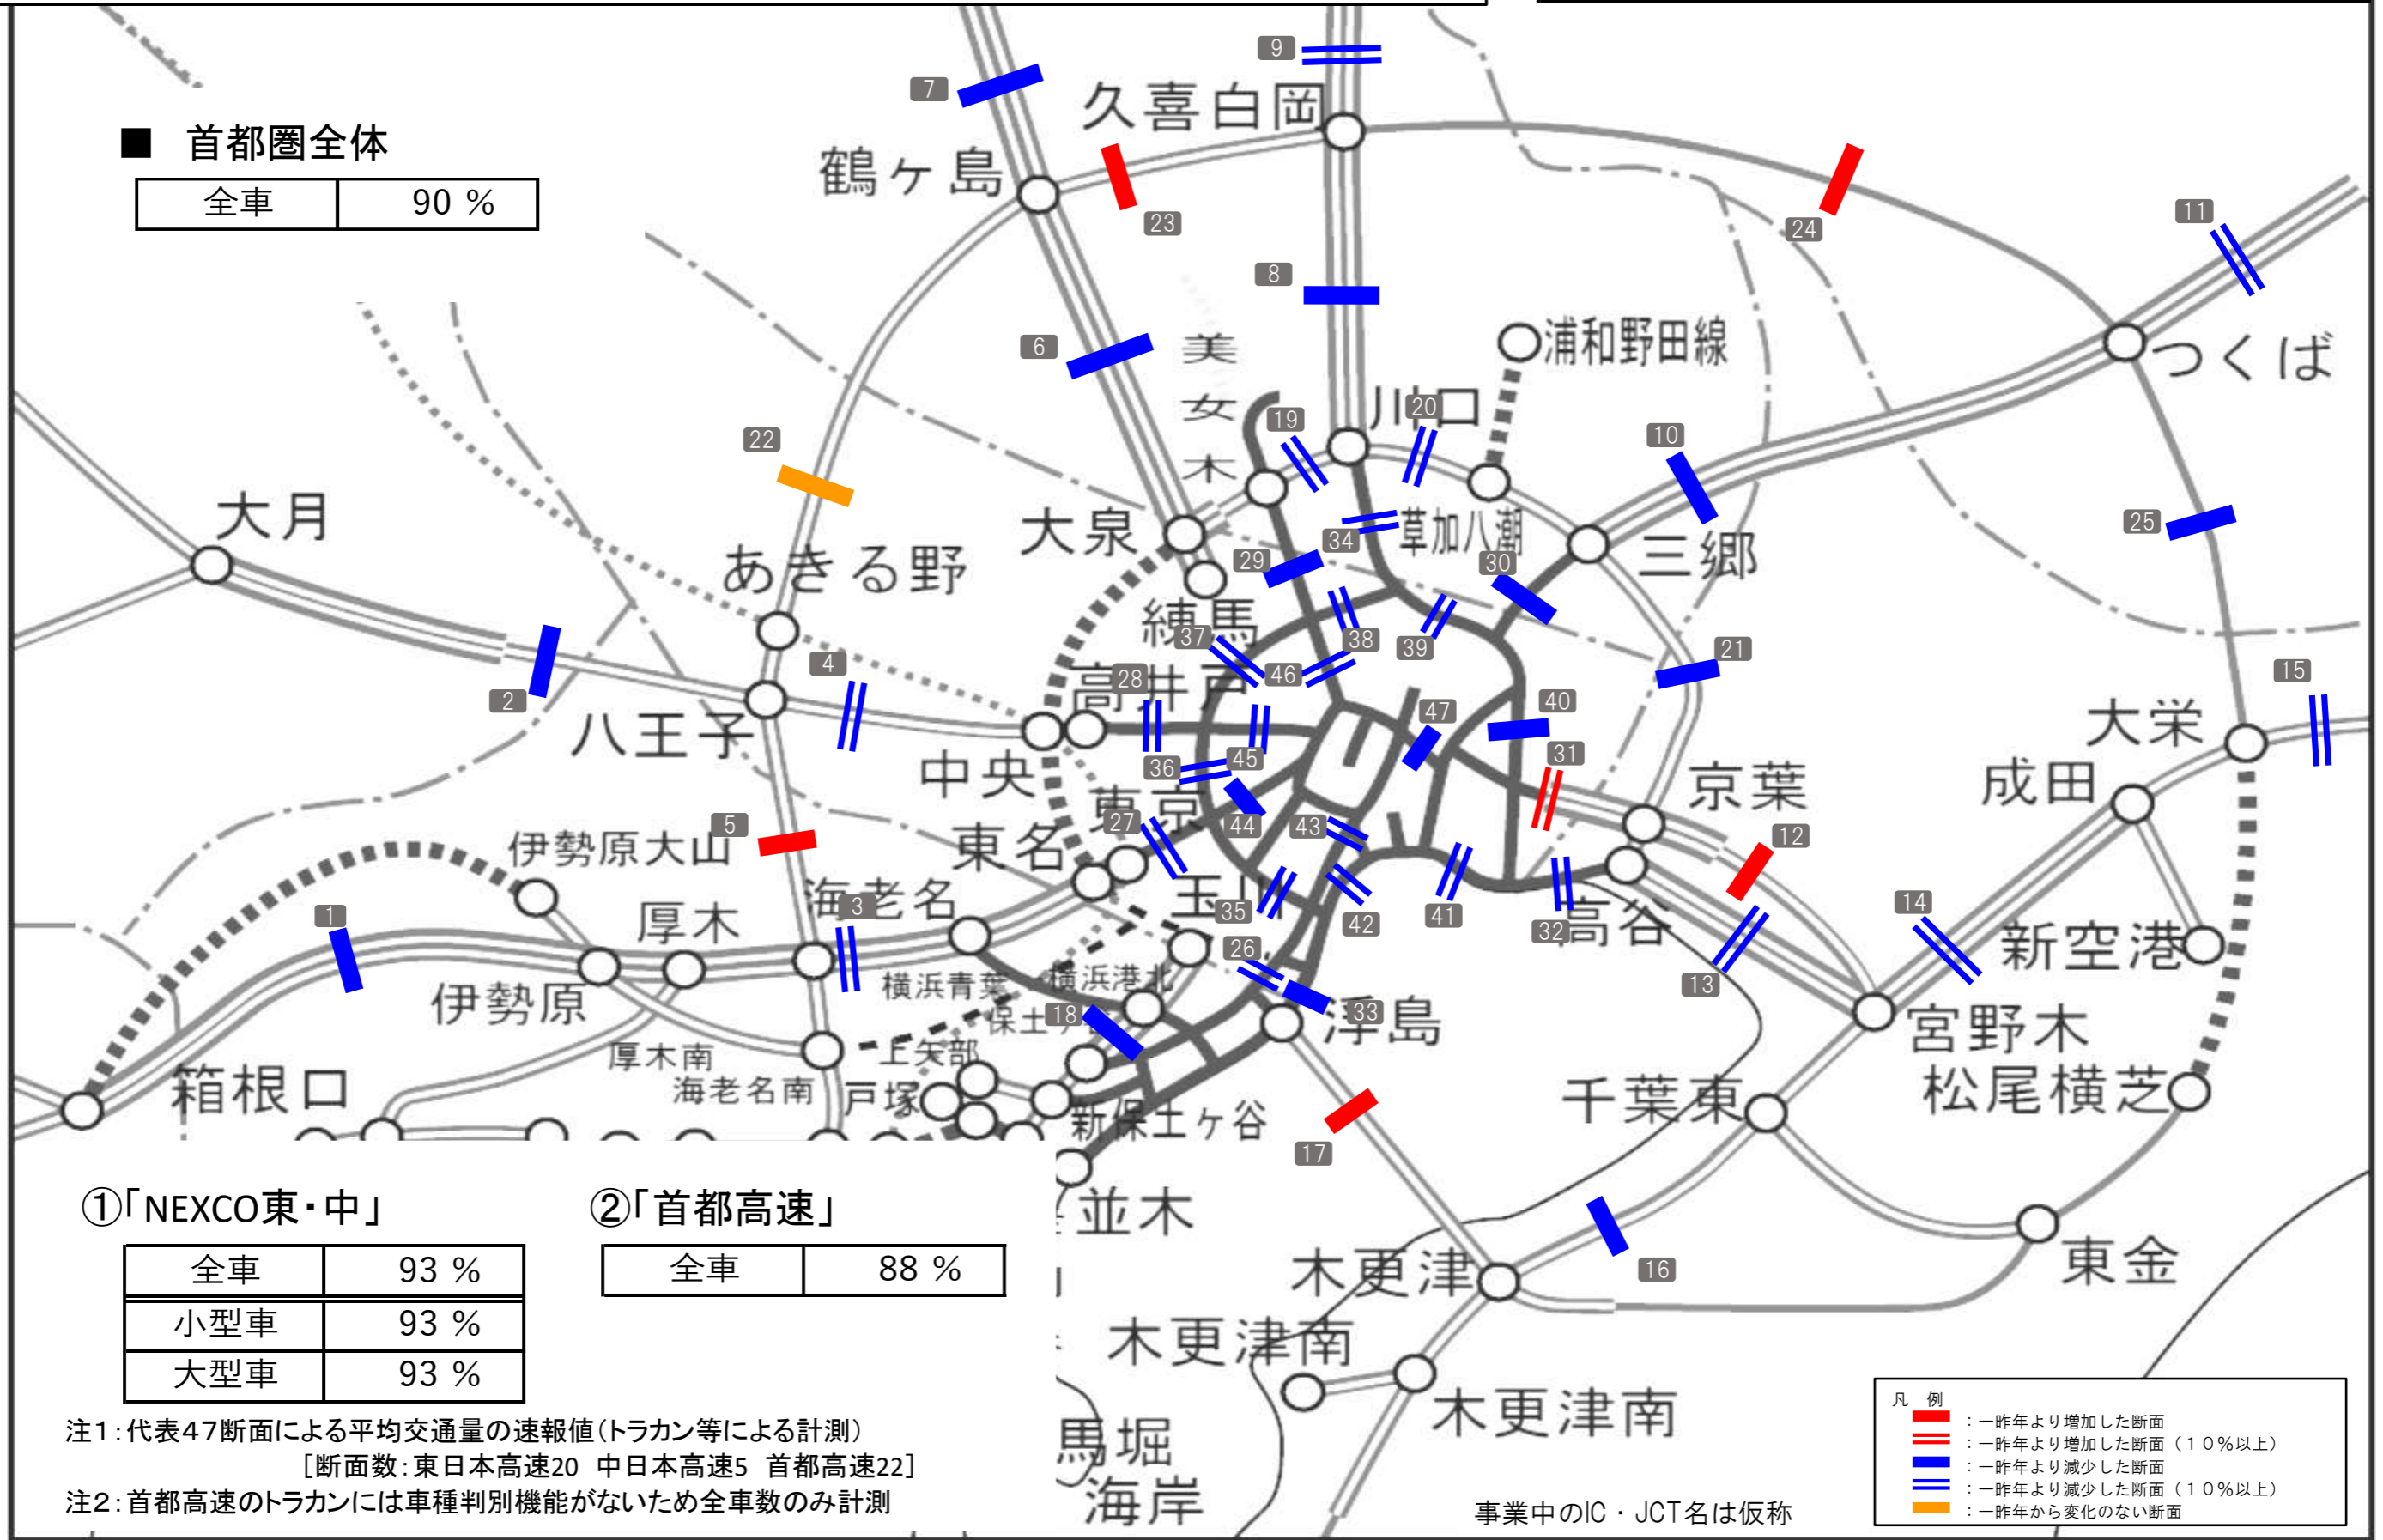 ■ 首都圏全体
全車 90 %
7
9
久喜白岡
鶴ヶ島
23
24
11
8
6
美女木
浦和野田線
つくば
川口
19
20
22
10
大月
大泉
34
草加八潮
25
あきる野
29
30
三郷
練馬
37
38
39
21
4
28
高井戸
46
15
2
47
40
大栄
八王子
45
31
中央
36
京葉
成田
5
東京
27
44
43
12
伊勢原大山
東名
海老名
3
玉川
1
厚木
35
42
41
32
高谷
14
26
新空港
横浜青葉
横浜港北
13
伊勢原
33
浮島
18
保土ヶ谷
宮野木
厚木南
上矢部
箱根口
海老名南
戸塚
千葉東
松尾横芝
新保土ヶ谷
17
①「NEXCO東・中」
②「首都高速」
並木
全車 93 %
全車 88 %
16
木更津
東金
小型車 93 %
木更津南
大型車 93 %
木更津南
馬堀
海岸
注1：代表47断面による平均交通量の速報値（トラカン等による計測）
［断面数：東日本高速20 中日本高速5 首都高速22］
注2：首都高速のトラカンには車種判別機能がないため全車数のみ計測
事業中のIC・JCT名は仮称
凡 例
：一昨年より増加した断面
：一昨年より増加した断面（１０％以上）
：一昨年より減少した断面
：一昨年より減少した断面（１０％以上）
：一昨年から変化のない断面